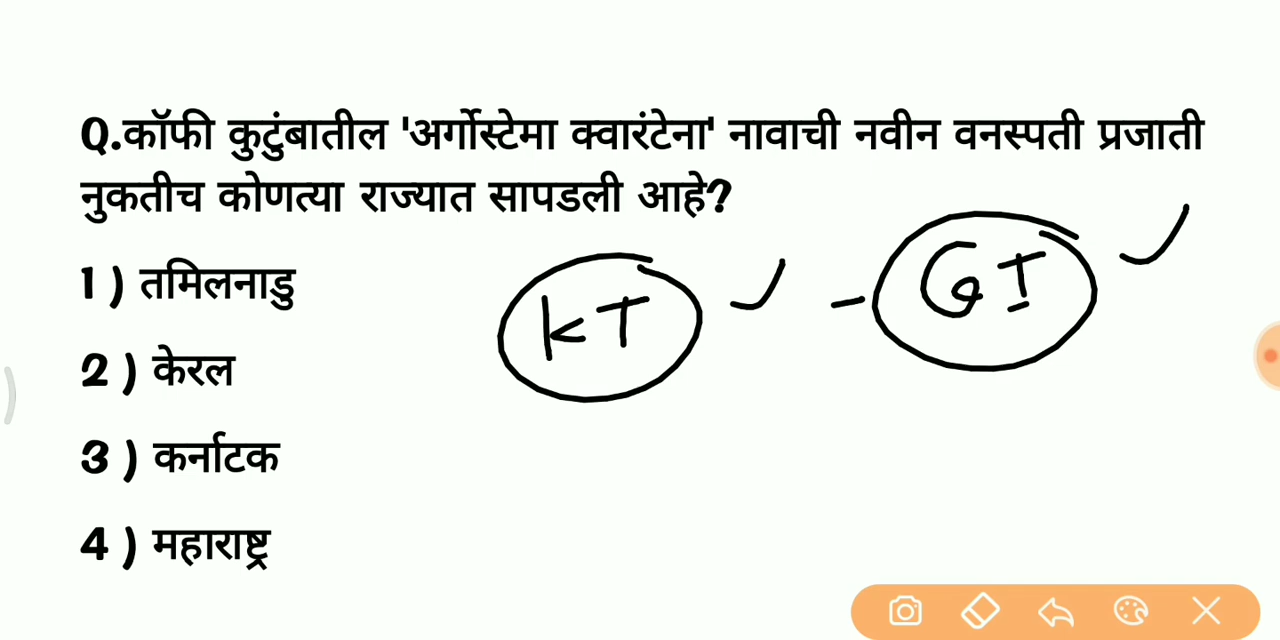 Q.कॉफी कुटुंबातील 'अर्गोस्टेमा क्वारंटेना' नावाची नवीन वनस्पती प्रजाती
नुकतीच कोणत्या राज्यात सापडली आहे?
1 ) तमिलनाडु
KT - GI
2 ) केरल
3 ) कर्नाटक
4 ) महाराष्ट्र